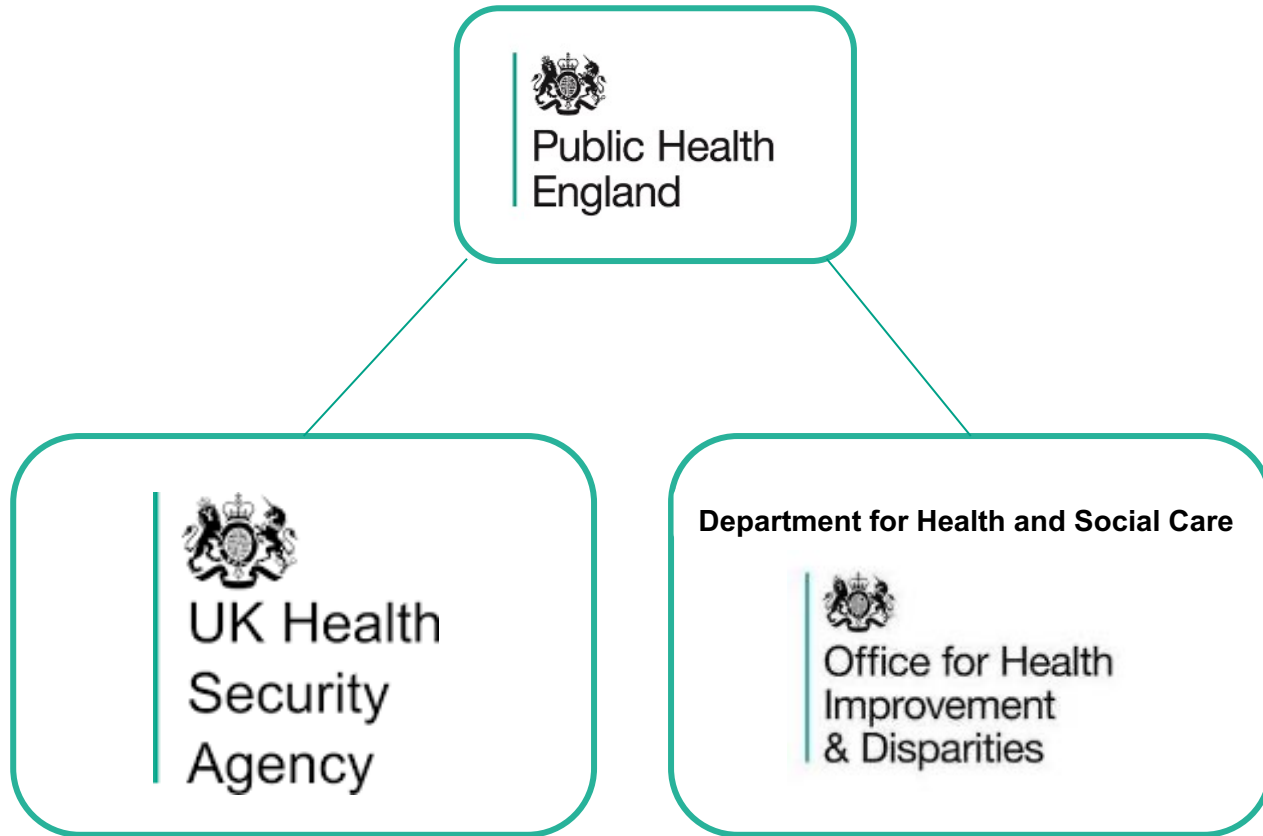 Public Health
England
UK Health
Security
Agency
Department for Health and Social Care
Office for Health
Improvement
& Disparities